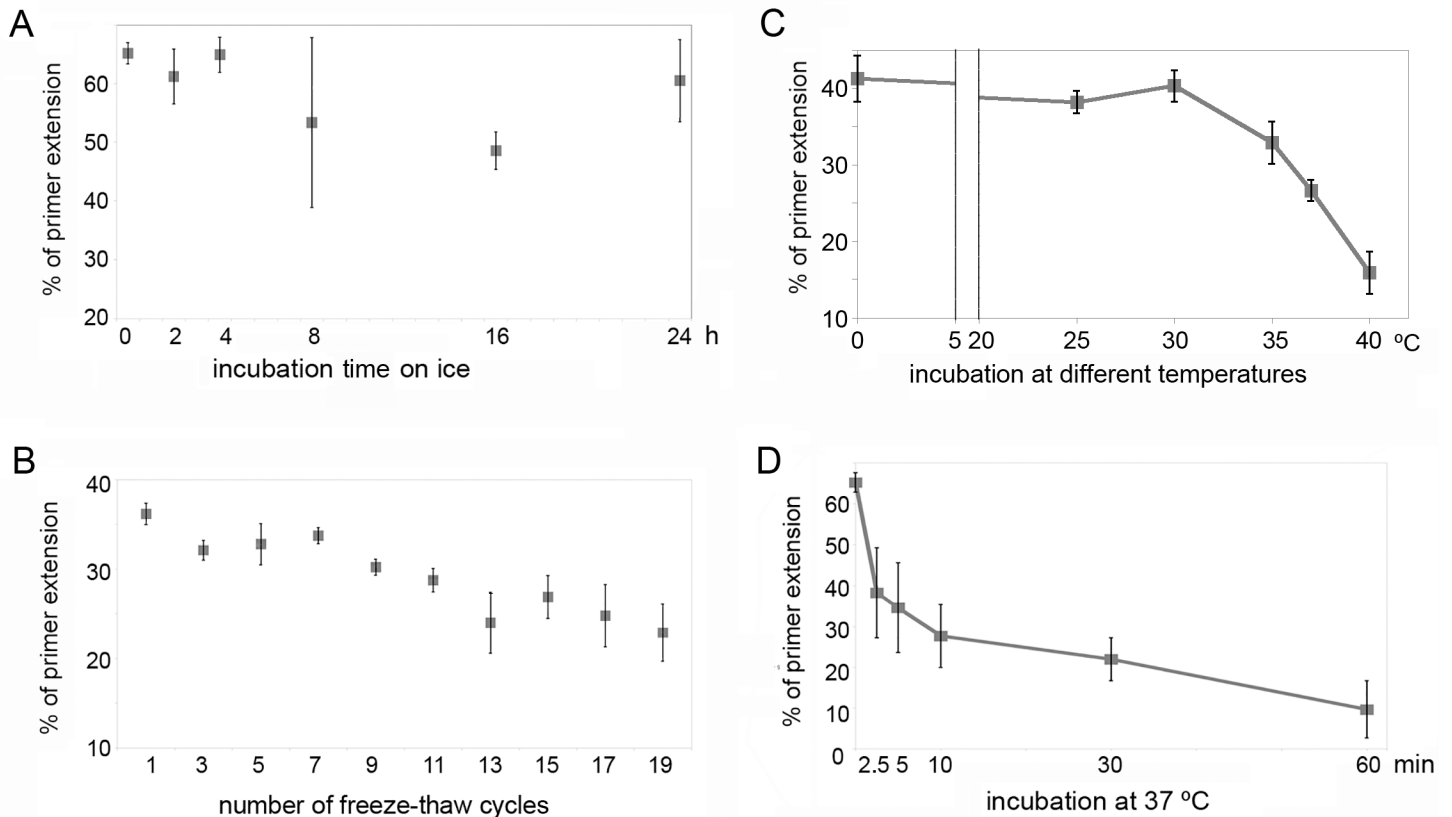 A
% of primer extension
60
50
40
30
20
0 2 4 8 16 24 h
incubation time on ice
C
% of primer extension
40
30
20
10
0 5 20 25 30 35 40 ºC
incubation at different temperatures
B
% of primer extension
40
30
20
10
1 3 5 7 9 11 13 15 17 19
number of freeze-thaw cycles
D
% of primer extension
60
50
40
30
20
10
0
2.5 5 10 30 60 min
incubation at 37 ºC